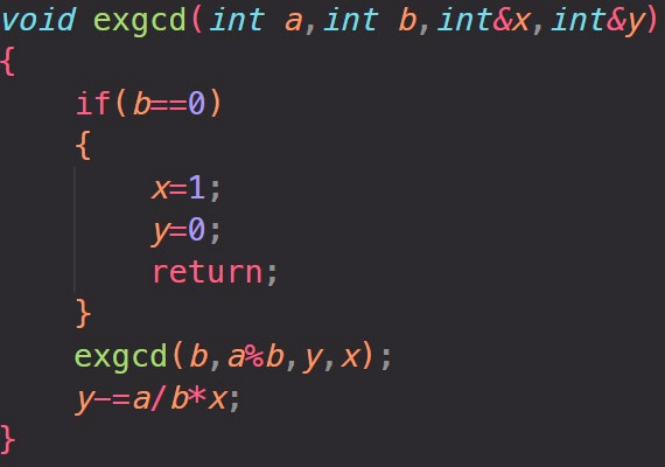 void exgcd(int a,int b,int&x,int&y)
{
    if(b==0)
    {
        x=1;
        y=0;
        return;
    }
    exgcd(b,a%b,y,x);
    y-=a/b*x;
}